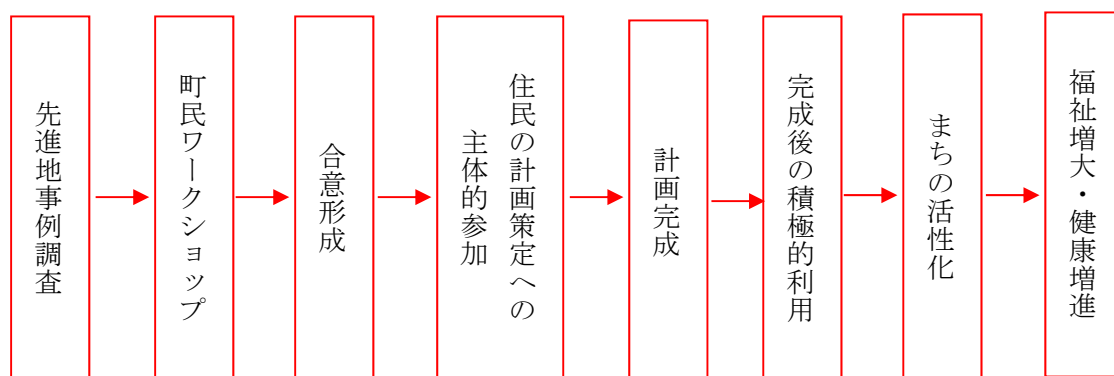 先進地事例調査
町民ワークショップ
合意形成
住民の計画策定への
主体的参加
計画完成
完成後の積極的利用
まちの活性化
福祉増大・健康増進